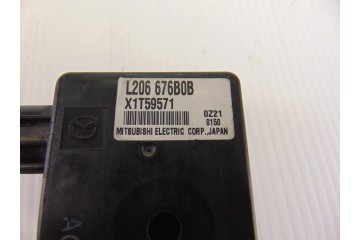 L206 676B0B
X1T59571
0Z21
0150
MITSUBISHI ELECTRIC CORP.,JAPAN